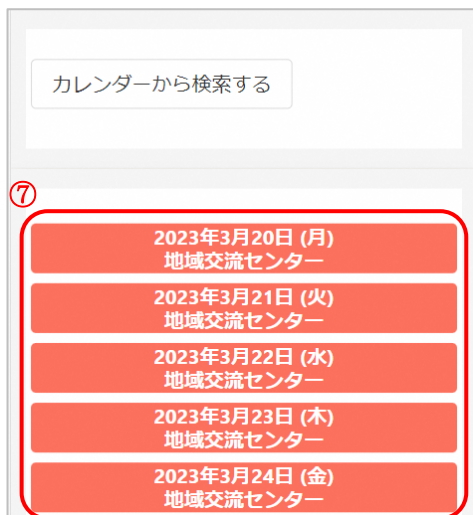 カレンダーから検索する
⑦
2023年3月20日 (月)
地域交流センター
2023年3月21日 (火)
地域交流センター
2023年3月22日 (水)
地域交流センター
2023年3月23日 (木)
地域交流センター
2023年3月24日 (金)
地域交流センター